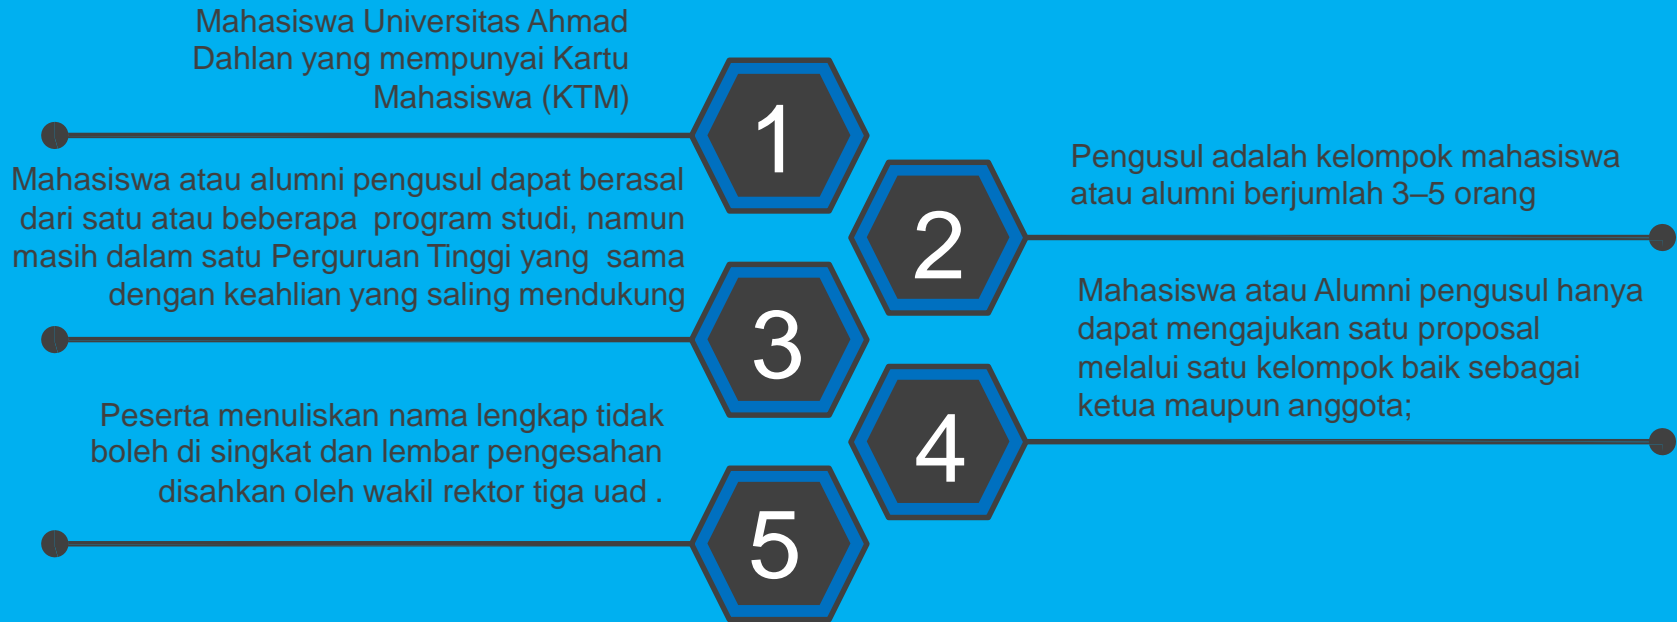 Mahasiswa Universitas Ahmad
Dahlan yang mempunyai Kartu
Mahasiswa (KTM)
1
Pengusul adalah kelompok mahasiswa
atau alumni berjumlah 3–5 orang
2
Mahasiswa atau alumni pengusul dapat berasal
dari satu atau beberapa program studi, namun
masih dalam satu Perguruan Tinggi yang sama
dengan keahlian yang saling mendukung
3
Mahasiswa atau Alumni pengusul hanya
dapat mengajukan satu proposal
melalui satu kelompok baik sebagai
ketua maupun anggota;
4
Peserta menuliskan nama lengkap tidak
boleh di singkat dan lembar pengesahan
disahkan oleh wakil rektor tiga uad .
5